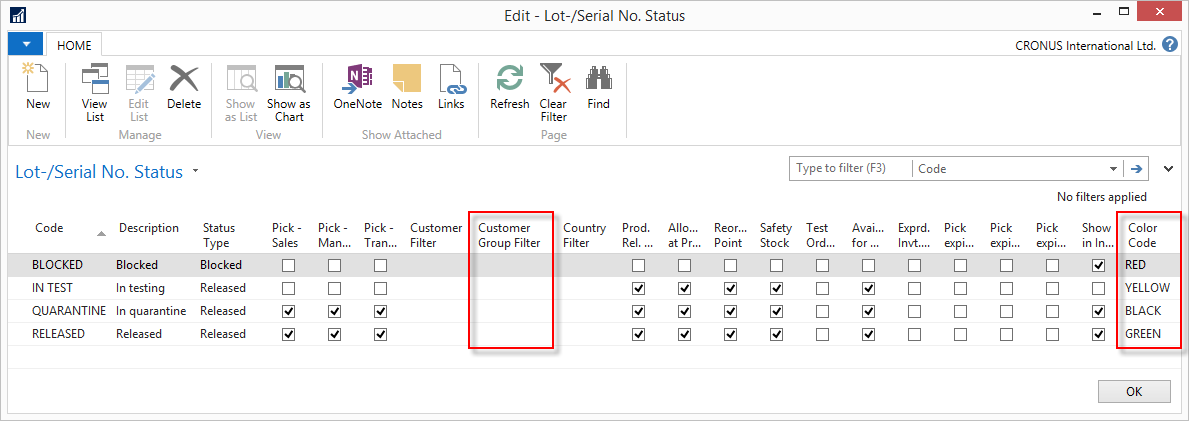 Edit - Lot-/Serial No. Status
HOME
CRONUS International Ltd.
New
View List
Edit List
Delete
Show as List
Show as Chart
OneNote
Notes
Links
Refresh
Clear Filter
Find
New
Manage
View
Show Attached
Page
Lot-/Serial No. Status
Type to filter (F3)
Code
No filters applied
Code Description Status Type Pick - Sales Pick - Man... Pick - Tran... Customer Filter Customer Group Filter Country Filter Prod. Rel. ... Allo... at Pr... Reor... Point Safety Stock Test Ord... Avai... for ... Exprd. Invt.... Pick expi... Pick expi... Pick expi... Show in In... Color Code
BLOCKED Blocked Blocked RED
IN TEST In testing Released YELLOW
QUARANTINE In quarantine Released BLACK
RELEASED Released Released GREEN
OK